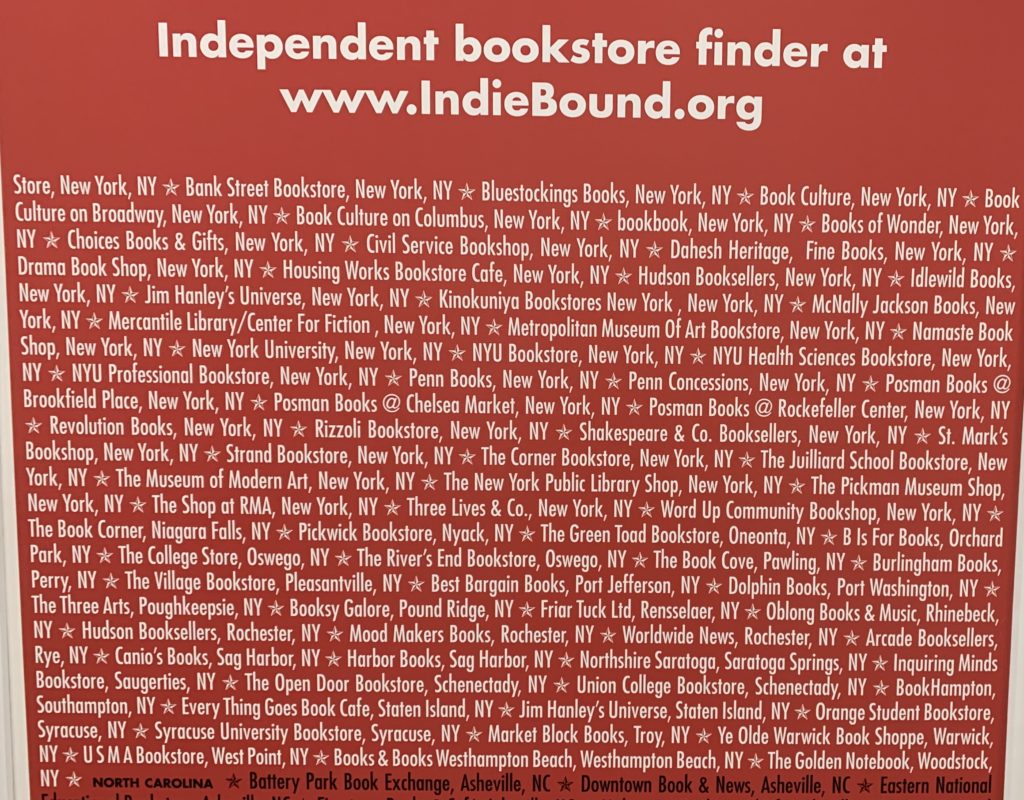 Independent bookstore finder at
www.IndieBound.org
Store, New York, NY ✯ Bank Street Bookstore, New York, NY ✯ Bluestockings Books, New York, NY ✯ Book Culture, New York, NY ✯ Book
Culture on Broadway, New York, NY ✯ Book Culture on Columbus, New York, NY ✯ bookbook, New York, NY ✯ Books of Wonder, New York,
NY ✯ Choices Books & Gifts, New York, NY ✯ Civil Service Bookshop, New York, NY ✯ Dahesh Heritage, Fine Books, New York, NY ✯
Drama Book Shop, New York, NY ✯ Housing Works Bookstore Cafe, New York, NY ✯ Hudson Booksellers, New York, NY ✯ Idlewild Books,
New York, NY ✯ Jim Hanley's Universe, New York, NY ✯ Kinokuniya Bookstores New York , New York, NY ✯ McNally Jackson Books, New
York, NY ✯ Mercantile Library/Center For Fiction , New York, NY ✯ Metropolitan Museum Of Art Bookstore, New York, NY ✯ Namaste Book
Shop, New York, NY ✯ New York University, New York, NY ✯ NYU Bookstore, New York, NY ✯ NYU Health Sciences Bookstore, New York,
NY ✯ NYU Professional Bookstore, New York, NY ✯ Penn Books, New York, NY ✯ Penn Concessions, New York, NY ✯ Posman Books @
Brookfield Place, New York, NY ✯ Posman Books @ Chelsea Market, New York, NY ✯ Posman Books @ Rockefeller Center, New York, NY
✯ Revolution Books, New York, NY ✯ Rizzoli Bookstore, New York, NY ✯ Shakespeare & Co. Booksellers, New York, NY ✯ St. Mark's
Bookshop, New York, NY ✯ Strand Bookstore, New York, NY ✯ The Corner Bookstore, New York, NY ✯ The Juilliard School Bookstore, New
York, NY ✯ The Museum of Modern Art, New York, NY ✯ The New York Public Library Shop, New York, NY ✯ The Pickman Museum Shop,
New York, NY ✯ The Shop at RMA, New York, NY ✯ Three Lives & Co., New York, NY ✯ Word Up Community Bookshop, New York, NY ✯
The Book Corner, Niagara Falls, NY ✯ Pickwick Bookstore, Nyack, NY ✯ The Green Toad Bookstore, Oneonta, NY ✯ B Is For Books, Orchard
Park, NY ✯ The College Store, Oswego, NY ✯ The River's End Bookstore, Oswego, NY ✯ The Book Cove, Pawling, NY ✯ Burlingham Books,
Perry, NY ✯ The Village Bookstore, Pleasantville, NY ✯ Best Bargain Books, Port Jefferson, NY ✯ Dolphin Books, Port Washington, NY ✯
The Three Arts, Poughkeepsie, NY ✯ Booksy Galore, Pound Ridge, NY ✯ Friar Tuck Ltd, Rensselaer, NY ✯ Oblong Books & Music, Rhinebeck,
NY ✯ Hudson Booksellers, Rochester, NY ✯ Mood Makers Books, Rochester, NY ✯ Worldwide News, Rochester, NY ✯ Arcade Booksellers,
Rye, NY ✯ Canio's Books, Sag Harbor, NY ✯ Harbor Books, Sag Harbor, NY ✯ Northshire Saratoga, Saratoga Springs, NY ✯ Inquiring Minds
Bookstore, Saugerties, NY ✯ The Open Door Bookstore, Schenectady, NY ✯ Union College Bookstore, Schenectady, NY ✯ BookHampton,
Southampton, NY ✯ Every Thing Goes Book Cafe, Staten Island, NY ✯ Jim Hanley's Universe, Staten Island, NY ✯ Orange Student Bookstore,
Syracuse, NY ✯ Syracuse University Bookstore, Syracuse, NY ✯ Market Block Books, Troy, NY ✯ Ye Olde Warwick Book Shoppe, Warwick,
NY ✯ U S M A Bookstore, West Point, NY ✯ Books & Books Westhampton Beach, Westhampton Beach, NY ✯ The Golden Notebook, Woodstock,
NY ✯ NORTH CAROLINA ✯ Battery Park Book Exchange, Asheville, NC ✯ Downtown Book & News, Asheville, NC ✯ Eastern National